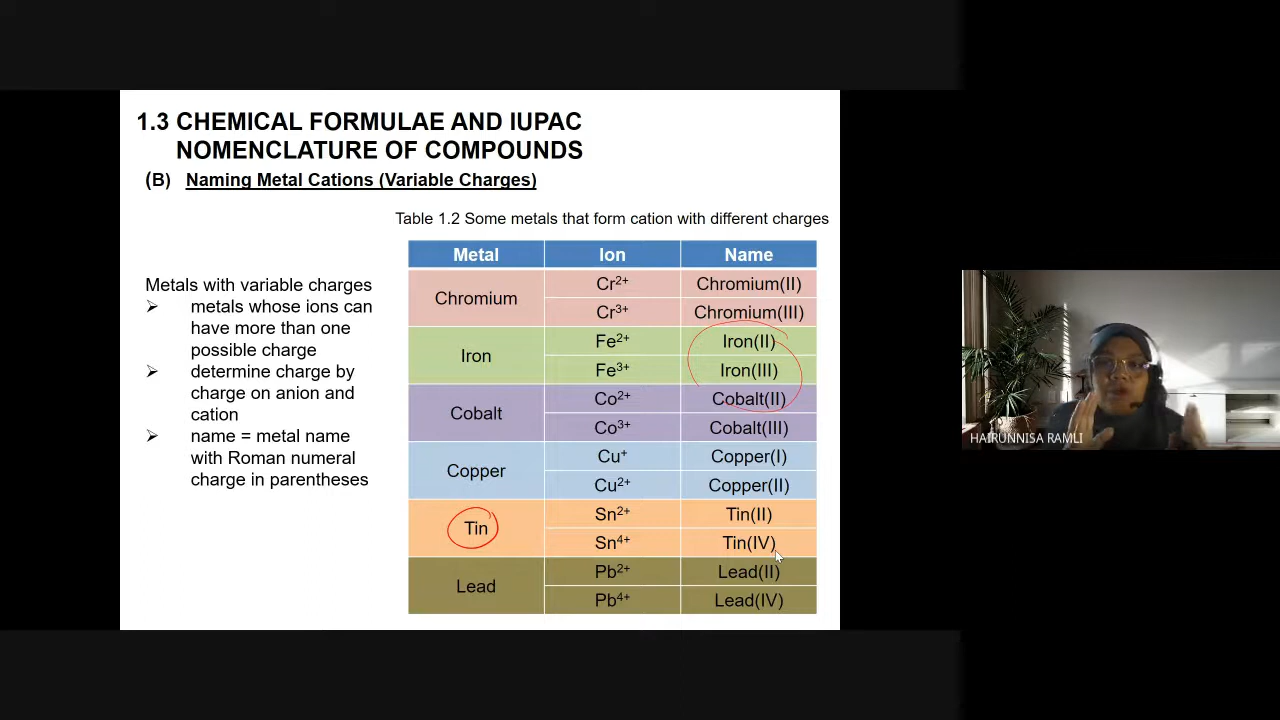 1.3 CHEMICAL FORMULAE AND IUPAC
NOMENCLATURE OF COMPOUNDS
(B) Naming Metal Cations (Variable Charges)
Table 1.2 Some metals that form cation with different charges
Metals with variable charges
➢ metals whose ions can
have more than one
possible charge
➢ determine charge by
charge on anion and
cation
➢ name = metal name
with Roman numeral
charge in parentheses
Metal Ion Name
Chromium
Cr²⁺ Chromium(II)
Cr³⁺ Chromium(III)
Iron
Fe²⁺ Iron(II)
Fe³⁺ Iron(III)
Cobalt
Co²⁺ Cobalt(II)
Co³⁺ Cobalt(III)
Copper
Cu⁺ Copper(I)
Cu²⁺ Copper(II)
Tin
Sn²⁺ Tin(II)
Sn⁴⁺ Tin(IV)
Lead
Pb²⁺ Lead(II)
Pb⁴⁺ Lead(IV)
HAIRUNNISA RAMLI